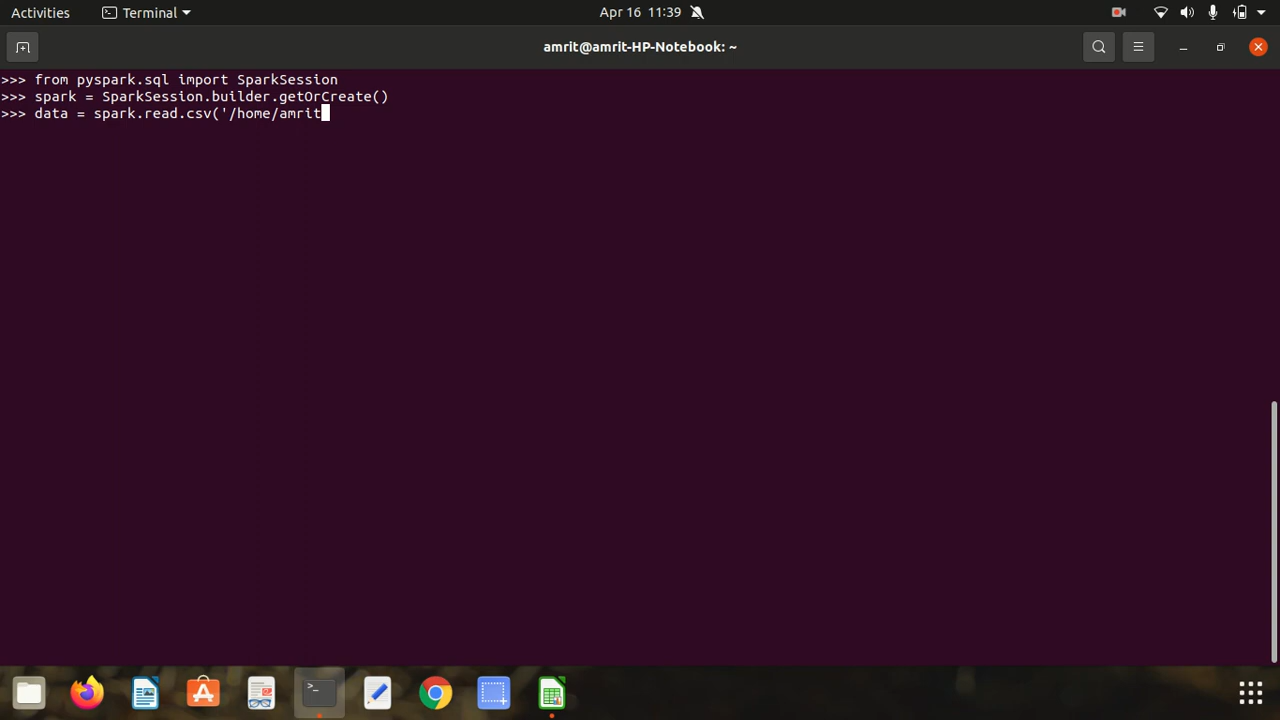 Activities
Terminal
Apr 16 11:39
amrit@amrit-HP-Notebook: ~
>>> from pyspark.sql import SparkSession
>>> spark = SparkSession.builder.getOrCreate()
>>> data = spark.read.csv('/home/amrit